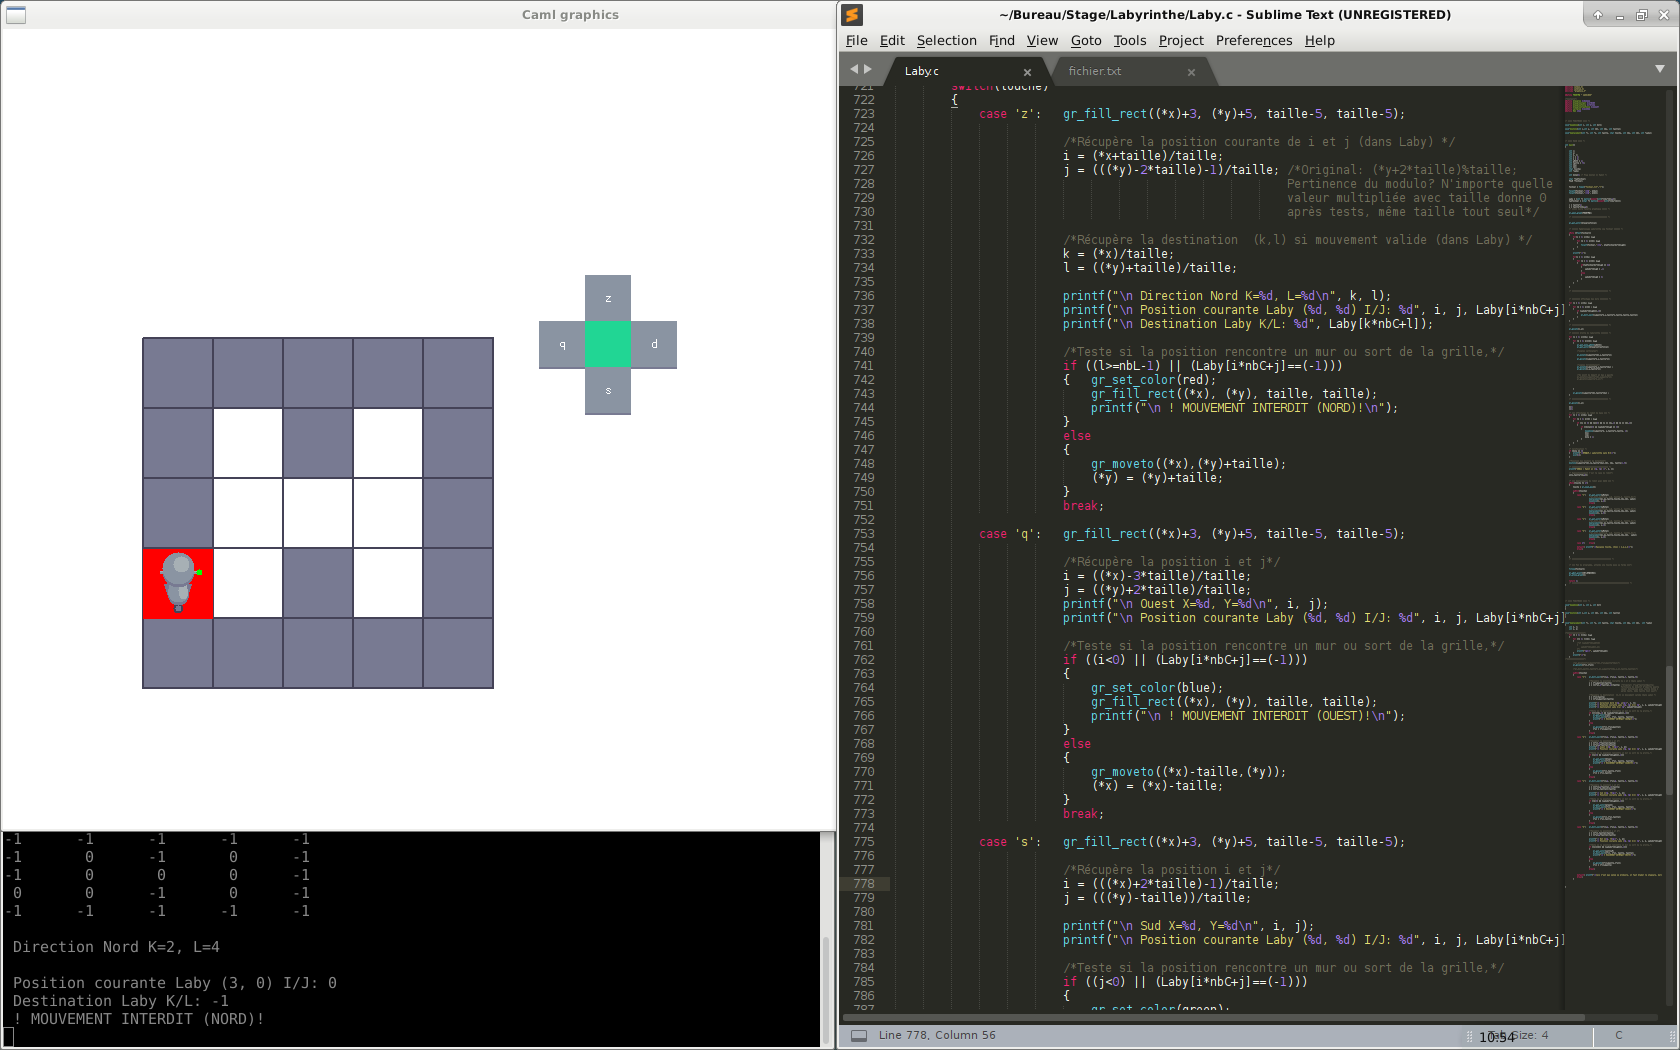 Caml graphics
z
q
d
s
-1 -1 -1 -1 -1
-1 0 -1 0 -1
-1 0 0 0 -1
0 0 -1 0 -1
-1 -1 -1 -1 -1
Direction Nord K=2, L=4
Position courante Laby (3, 0) I/J: 0
Destination Laby K/L: -1
! MOUVEMENT INTERDIT (NORD)!
~/Bureau/Stage/Labyrinthe/Laby.c - Sublime Text (UNREGISTERED)
File Edit Selection Find View Goto Tools Project Preferences Help
Laby.c
fichier.txt
721 switch(touche)
722 {
723 case 'z': gr_fill_rect((*x)+3, (*y)+5, taille-5, taille-5);
724
725 /*Récupère la position courante de i et j (dans Laby) */
726 i = (*x+taille)/taille;
727 j = (((*y)-2*taille)-1)/taille; /*Original: (*y+2*taille)%taille;
728 Pertinence du modulo? N'importe quelle
729 valeur multipliée avec taille donne 0
730 après tests, même taille tout seul*/
731
732 /*Récupère la destination  (k,l) si mouvement valide (dans Laby) */
733 k = (*x)/taille;
734 l = ((*y)+taille)/taille;
735
736 printf("\n Direction Nord K=%d, L=%d\n", k, l);
737 printf("\n Position courante Laby (%d, %d) I/J: %d", i, j, Laby[i*nbC+j]
738 printf("\n Destination Laby K/L: %d", Laby[k*nbC+l]);
739
740 /*Teste si la position rencontre un mur ou sort de la grille,*/
741 if ((l>=nbL-1) || (Laby[i*nbC+j]==(-1)))
742 { gr_set_color(red);
743 gr_fill_rect((*x), (*y), taille, taille);
744 printf("\n ! MOUVEMENT INTERDIT (NORD)!\n");
745 }
746 else
747 {
748 gr_moveto((*x),(*y)+taille);
749 (*y) = (*y)+taille;
750 }
751 break;
752
753 case 'q': gr_fill_rect((*x)+3, (*y)+5, taille-5, taille-5);
754
755 /*Récupère la position i et j*/
756 i = ((*x)-3*taille)/taille;
757 j = ((*y)+2*taille)/taille;
758 printf("\n Ouest X=%d, Y=%d\n", i, j);
759 printf("\n Position courante Laby (%d, %d) I/J: %d", i, j, Laby[i*nbC+j]
760
761 /*Teste si la position rencontre un mur ou sort de la grille,*/
762 if ((i<0) || (Laby[i*nbC+j]==(-1)))
763 {
764 gr_set_color(blue);
765 gr_fill_rect((*x), (*y), taille, taille);
766 printf("\n ! MOUVEMENT INTERDIT (OUEST)!\n");
767 }
768 else
769 {
770 gr_moveto((*x)-taille,(*y));
771 (*x) = (*x)-taille;
772 }
773 break;
774
775 case 's': gr_fill_rect((*x)+3, (*y)+5, taille-5, taille-5);
776
777 /*Récupère la position i et j*/
778 i = (((*x)+2*taille)-1)/taille;
779 j = (((*y)-taille))/taille;
780
781 printf("\n Sud X=%d, Y=%d\n", i, j);
782 printf("\n Position courante Laby (%d, %d) I/J: %d", i, j, Laby[i*nbC+j]
783
784 /*Teste si la position rencontre un mur ou sort de la grille,*/
785 if ((j<0) || (Laby[i*nbC+j]==(-1)))
786 {
787 gr_set_color(green);
Line 778, Column 56
10:54
Size: 4
C